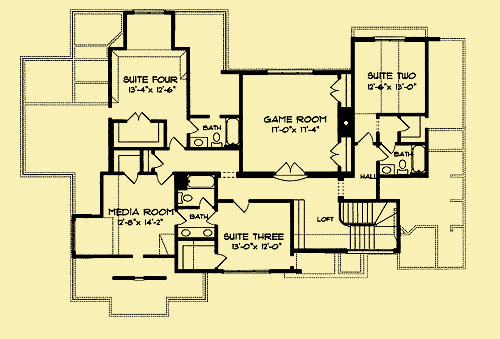 SUITE FOUR
13'-4" X 12'-6"
SUITE TWO
12'-6" X 13'-0"
GAME ROOM
17'-0" X 17'-4"
BATH
BATH
HALL
MEDIA ROOM
12'-8" X 14'-2"
BATH
LOFT
SUITE THREE
13'-0" X 12'-0"